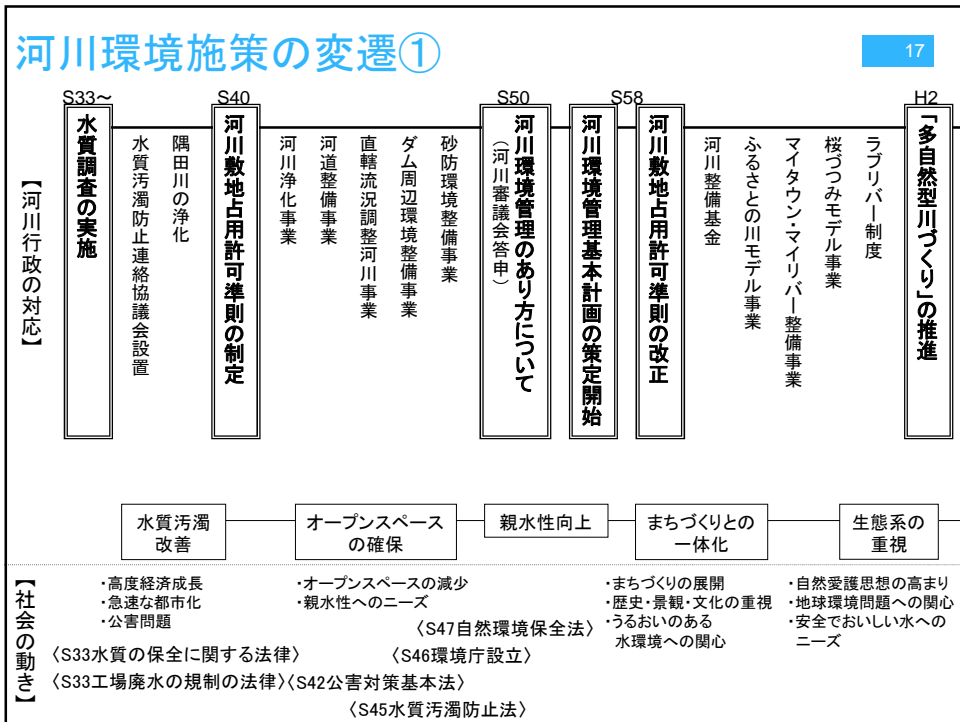 河川環境施策の変遷①
17
S33～
S40
S50
S58
H2
【河川行政の対応】
水質調査の実施
水質汚濁防止連絡協議会設置
隅田川の浄化
河川敷地占用許可準則の制定
河川浄化事業
河道整備事業
直轄流況調整河川事業
ダム周辺環境整備事業
砂防環境整備事業
河川環境管理のあり方について
（河川審議会答申）
河川環境管理基本計画の策定開始
河川敷地占用許可準則の改正
河川整備基金
ふるさとの川モデル事業
マイタウン・マイリバー整備事業
桜づつみモデル事業
ラブリバー制度
「多自然型川づくり」の推進
水質汚濁
改善
オープンスペース
の確保
親水性向上
まちづくりとの
一体化
生態系の
重視
【社会の動き】
・高度経済成長
・急速な都市化
・公害問題
・オープンスペースの減少
・親水性へのニーズ
・まちづくりの展開
・歴史・景観・文化の重視
・うるおいのある
水環境への関心
・自然愛護思想の高まり
・地球環境問題への関心
・安全でおいしい水への
ニーズ
〈S47自然環境保全法〉
〈S33水質の保全に関する法律〉
〈S46環境庁設立〉
〈S33工場廃水の規制の法律〉
〈S42公害対策基本法〉
〈S45水質汚濁防止法〉